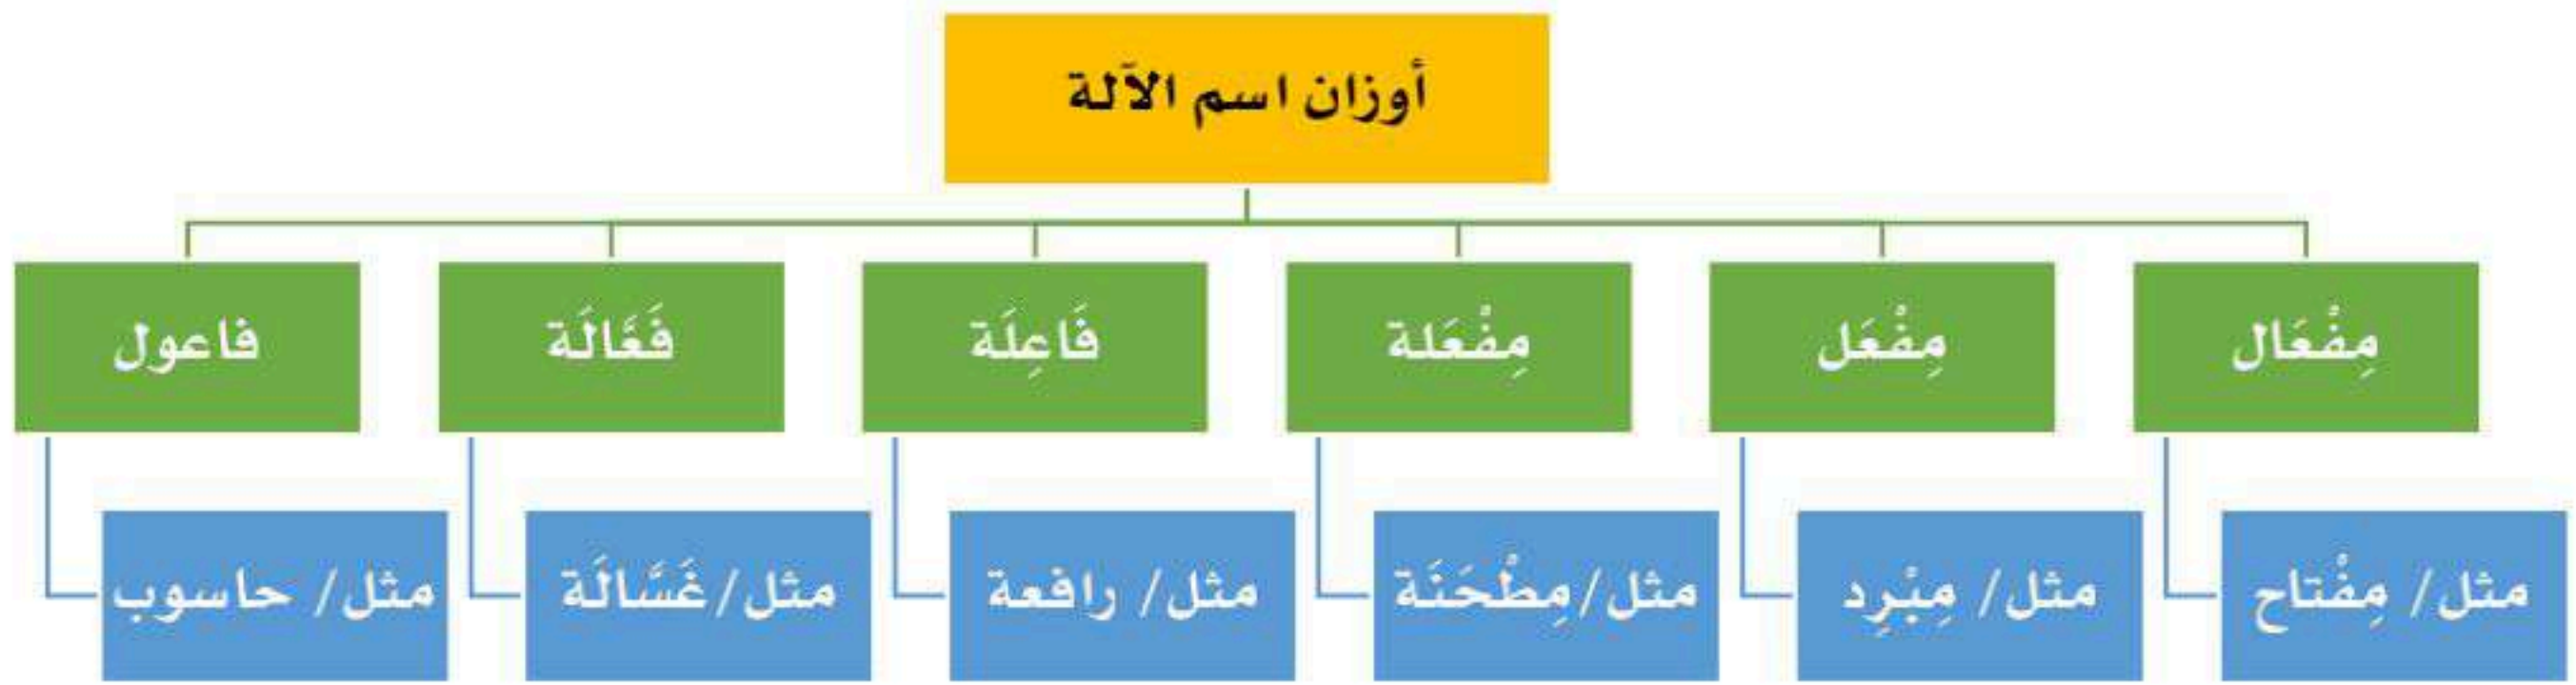 أوزان اسم الآلة
مِفْعَال
مِفْعَل
مِفْعَلة
فَاعِلَة
فَعَّالَة
فاعول
مثل/ مِفْتاح
مثل/ مِبْرِد
مثل/مِطْحَنَة
مثل/ رافعة
مثل/غَسَّالَة
مثل/ حاسوب